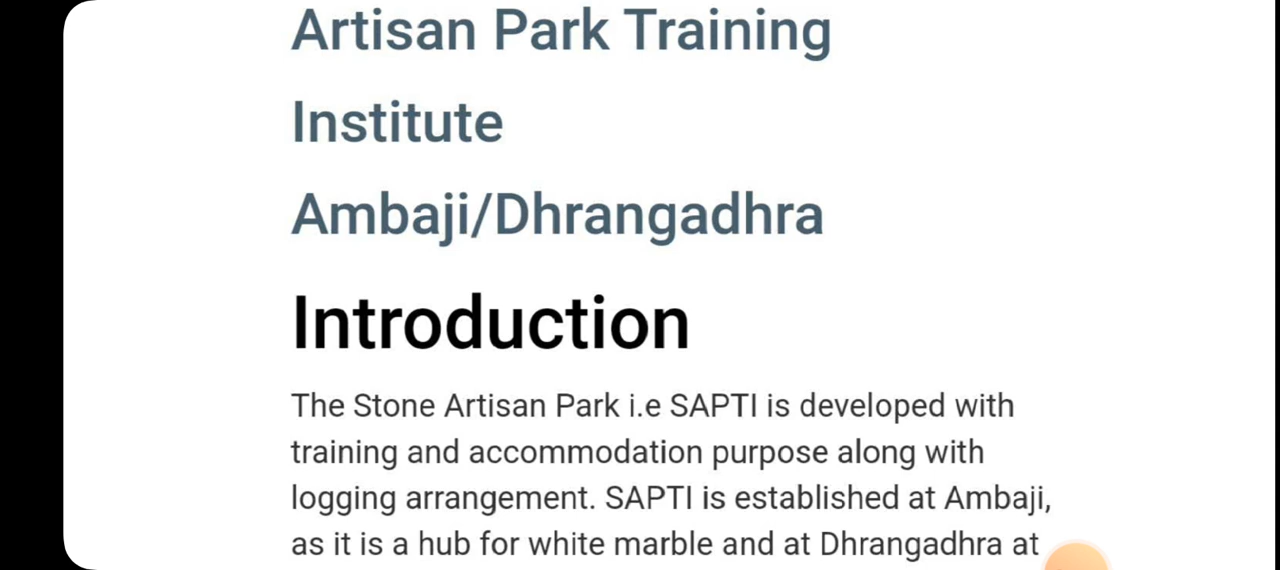 Artisan Park Training
Institute
Ambaji/Dhrangadhra
Introduction
The Stone Artisan Park i.e SAPTI is developed with
training and accommodation purpose along with
logging arrangement. SAPTI is established at Ambaji,
as it is a hub for white marble and at Dhrangadhra at